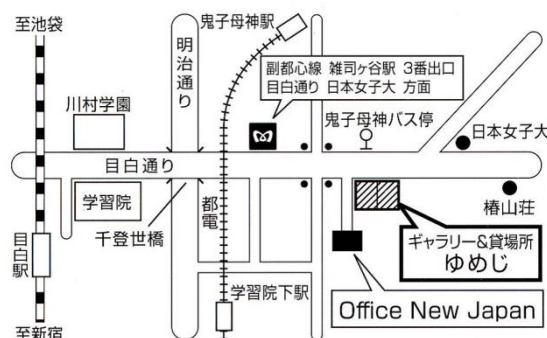 至池袋
鬼子母神駅
明治通り
副都心線 雑司ヶ谷駅 3番出口
目白通り 日本女子大 方面
川村学園
鬼子母神バス停
日本女子大
目白通り
学習院
千登世橋
都電
椿山荘
ギャラリー&貸場所
ゆめじ
目白駅
学習院下駅
Office New Japan
至新宿